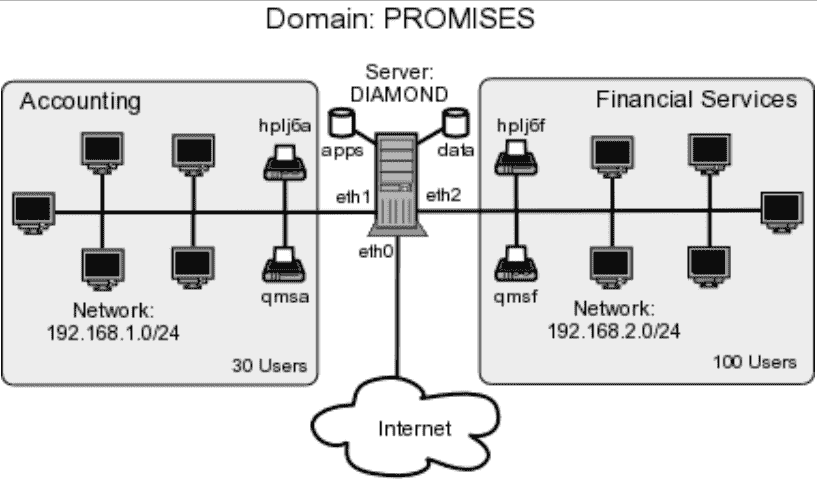 Domain: PROMISES
Server:
DIAMOND
Accounting
Financial Services
hplj6a
apps
data
hplj6f
eth1
eth2
eth0
qmsa
qmsf
Network:
192.168.1.0/24
Network:
192.168.2.0/24
30 Users
100 Users
Internet